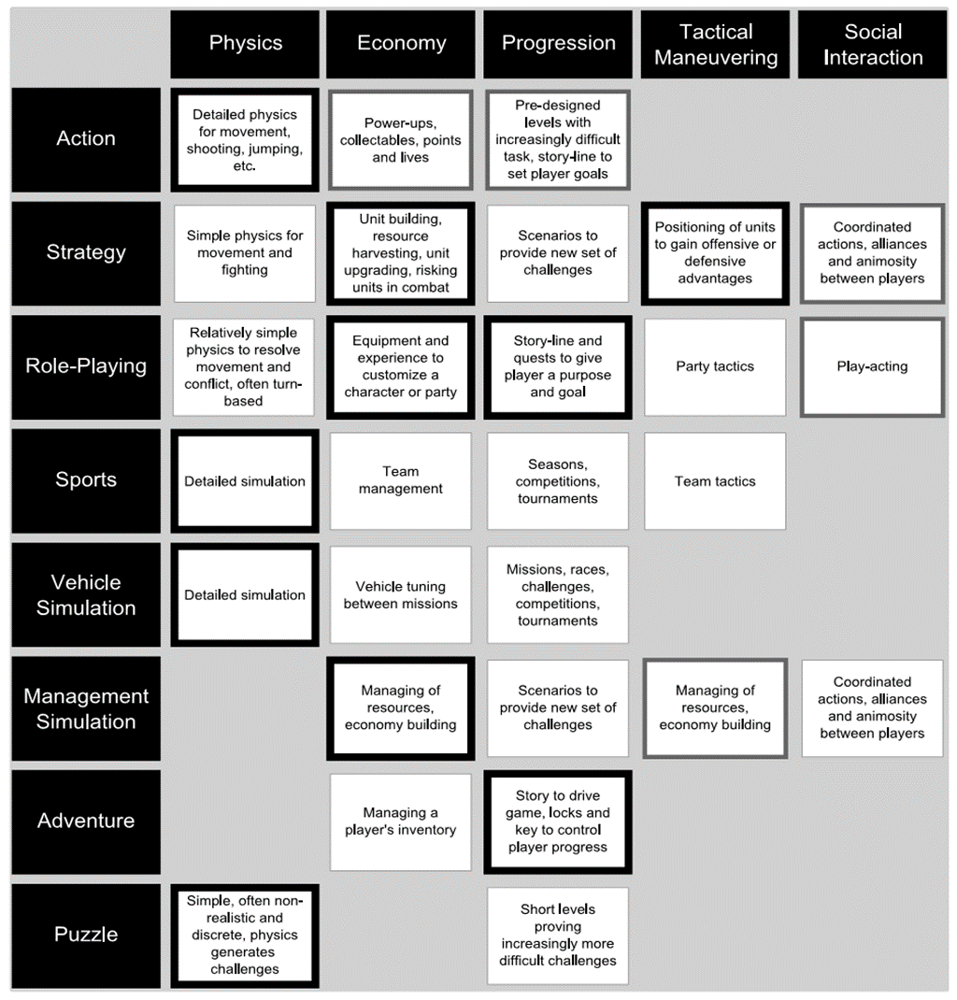 Physics
Economy
Progression
Tactical
Maneuvering
Social
Interaction
Action
Detailed physics
for movement,
shooting, jumping,
etc.
Power-ups,
collectables, points
and lives
Pre-designed
levels with
increasingly difficult
task, story-line to
set player goals
Strategy
Simple physics for
movement and
fighting
Unit building,
resource
harvesting, unit
upgrading, risking
units in combat
Scenarios to
provide new set of
challenges
Positioning of units
to gain offensive or
defensive
advantages
Coordinated
actions, alliances
and animosity
between players
Role-Playing
Relatively simple
physics to resolve
movement and
conflict, often turn-
based
Equipment and
experience to
customize a
character or party
Story-line and
quests to give
player a purpose
and goal
Party tactics
Play-acting
Sports
Detailed simulation
Team
management
Seasons,
competitions,
tournaments
Team tactics
Vehicle
Simulation
Detailed simulation
Vehicle tuning
between missions
Missions, races,
challenges,
competitions,
tournaments
Management
Simulation
Managing of
resources,
economy building
Scenarios to
provide new set of
challenges
Managing of
resources,
economy building
Coordinated
actions, alliances
and animosity
between players
Adventure
Managing a
player's inventory
Story to drive
game, locks and
key to control
player progress
Puzzle
Simple, often non-
realistic and
discrete, physics
generates
challenges
Short levels
proving
increasingly more
difficult challenges